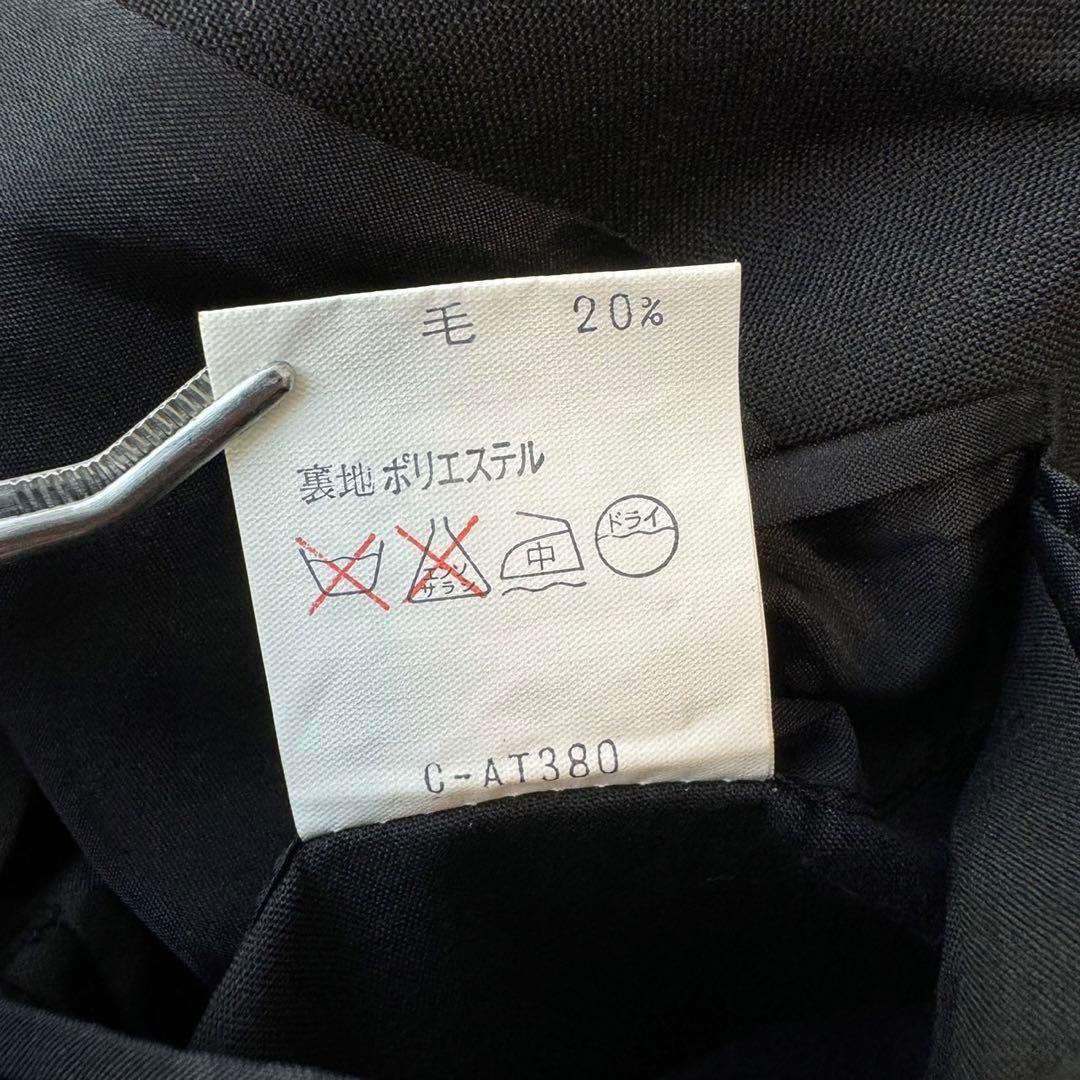 毛 20%
裏地 ポリエステル
エンソ
サラシ
中
ドライ
C-AT380